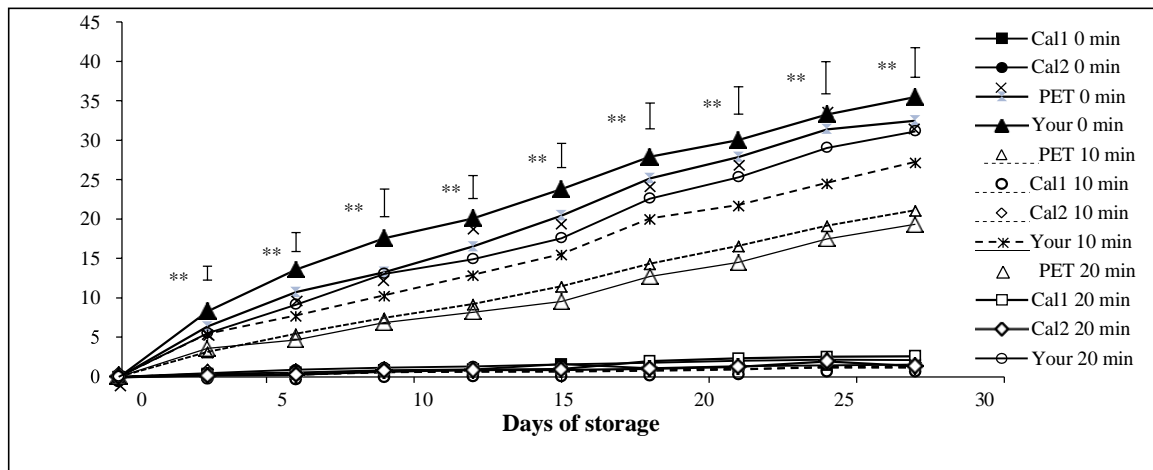 45
40
35
30
25
20
15
10
5
0
** ** ** ** ** ** ** ** **
0 5 10 15 20 25 30
Days of storage
Cal1 0 min
Cal2 0 min
PET 0 min
Your 0 min
PET 10 min
Cal1 10 min
Cal2 10 min
Your 10 min
PET 20 min
Cal1 20 min
Cal2 20 min
Your 20 min